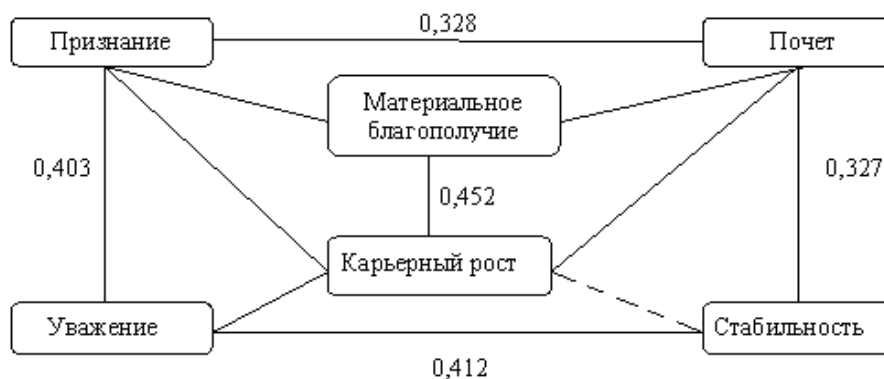 0,328
Признание
Почет
Материальное
благополучие
0,403
0,327
0,452
Карьерный рост
Уважение
Стабильность
0,412